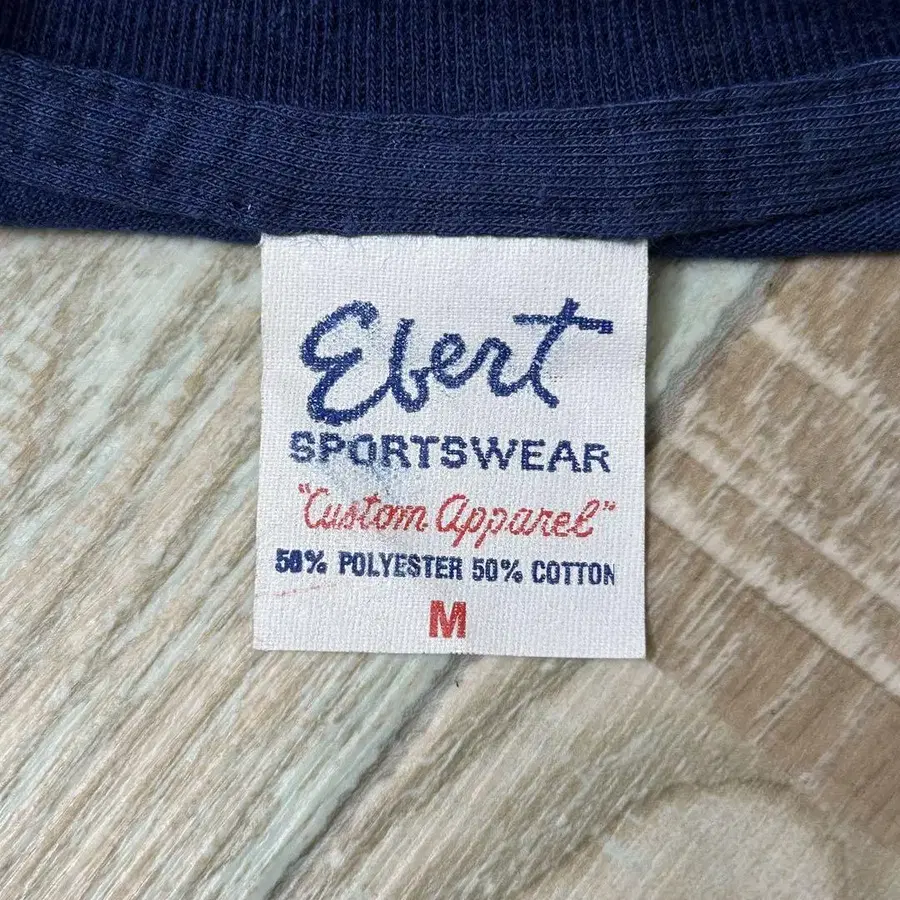 Ebert
SPORTSWEAR
"Custom Apparel"
50% POLYESTER 50% COTTON
M